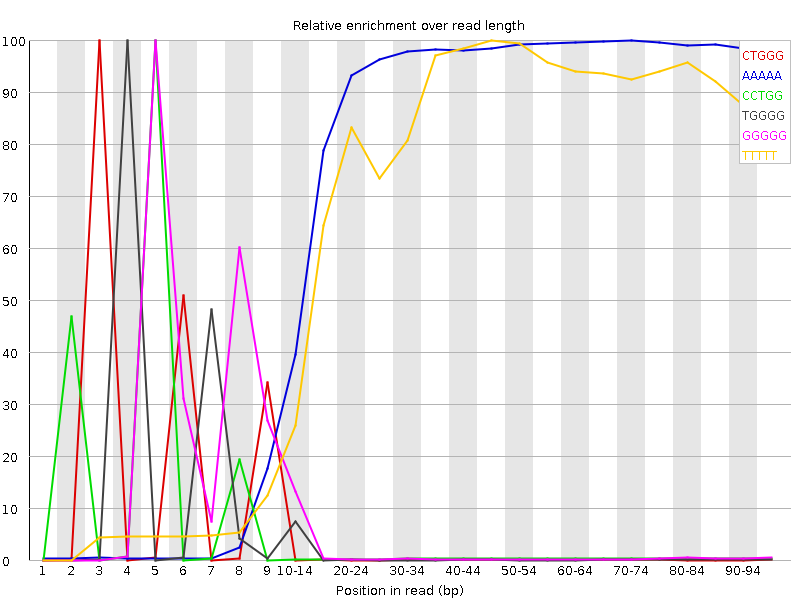 Relative enrichment over read length
100
90
80
70
60
50
40
30
20
10
0
CTGGG
AAAAA
CCTGG
TGGGG
GGGGG
TTTTT
1 2 3 4 5 6 7 8 9 10-14 20-24 30-34 40-44 50-54 60-64 70-74 80-84 90-94
Position in read (bp)